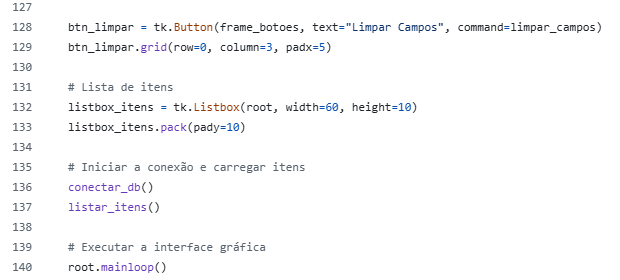 127
128 btn_limpar = tk.Button(frame_botoes, text="Limpar Campos", command=limpar_campos)
129 btn_limpar.grid(row=0, column=3, padx=5)
130
131 # Lista de itens
132 listbox_itens = tk.Listbox(root, width=60, height=10)
133 listbox_itens.pack(pady=10)
134
135 # Iniciar a conexão e carregar itens
136 conectar_db()
137 listar_itens()
138
139 # Executar a interface gráfica
140 root.mainloop()